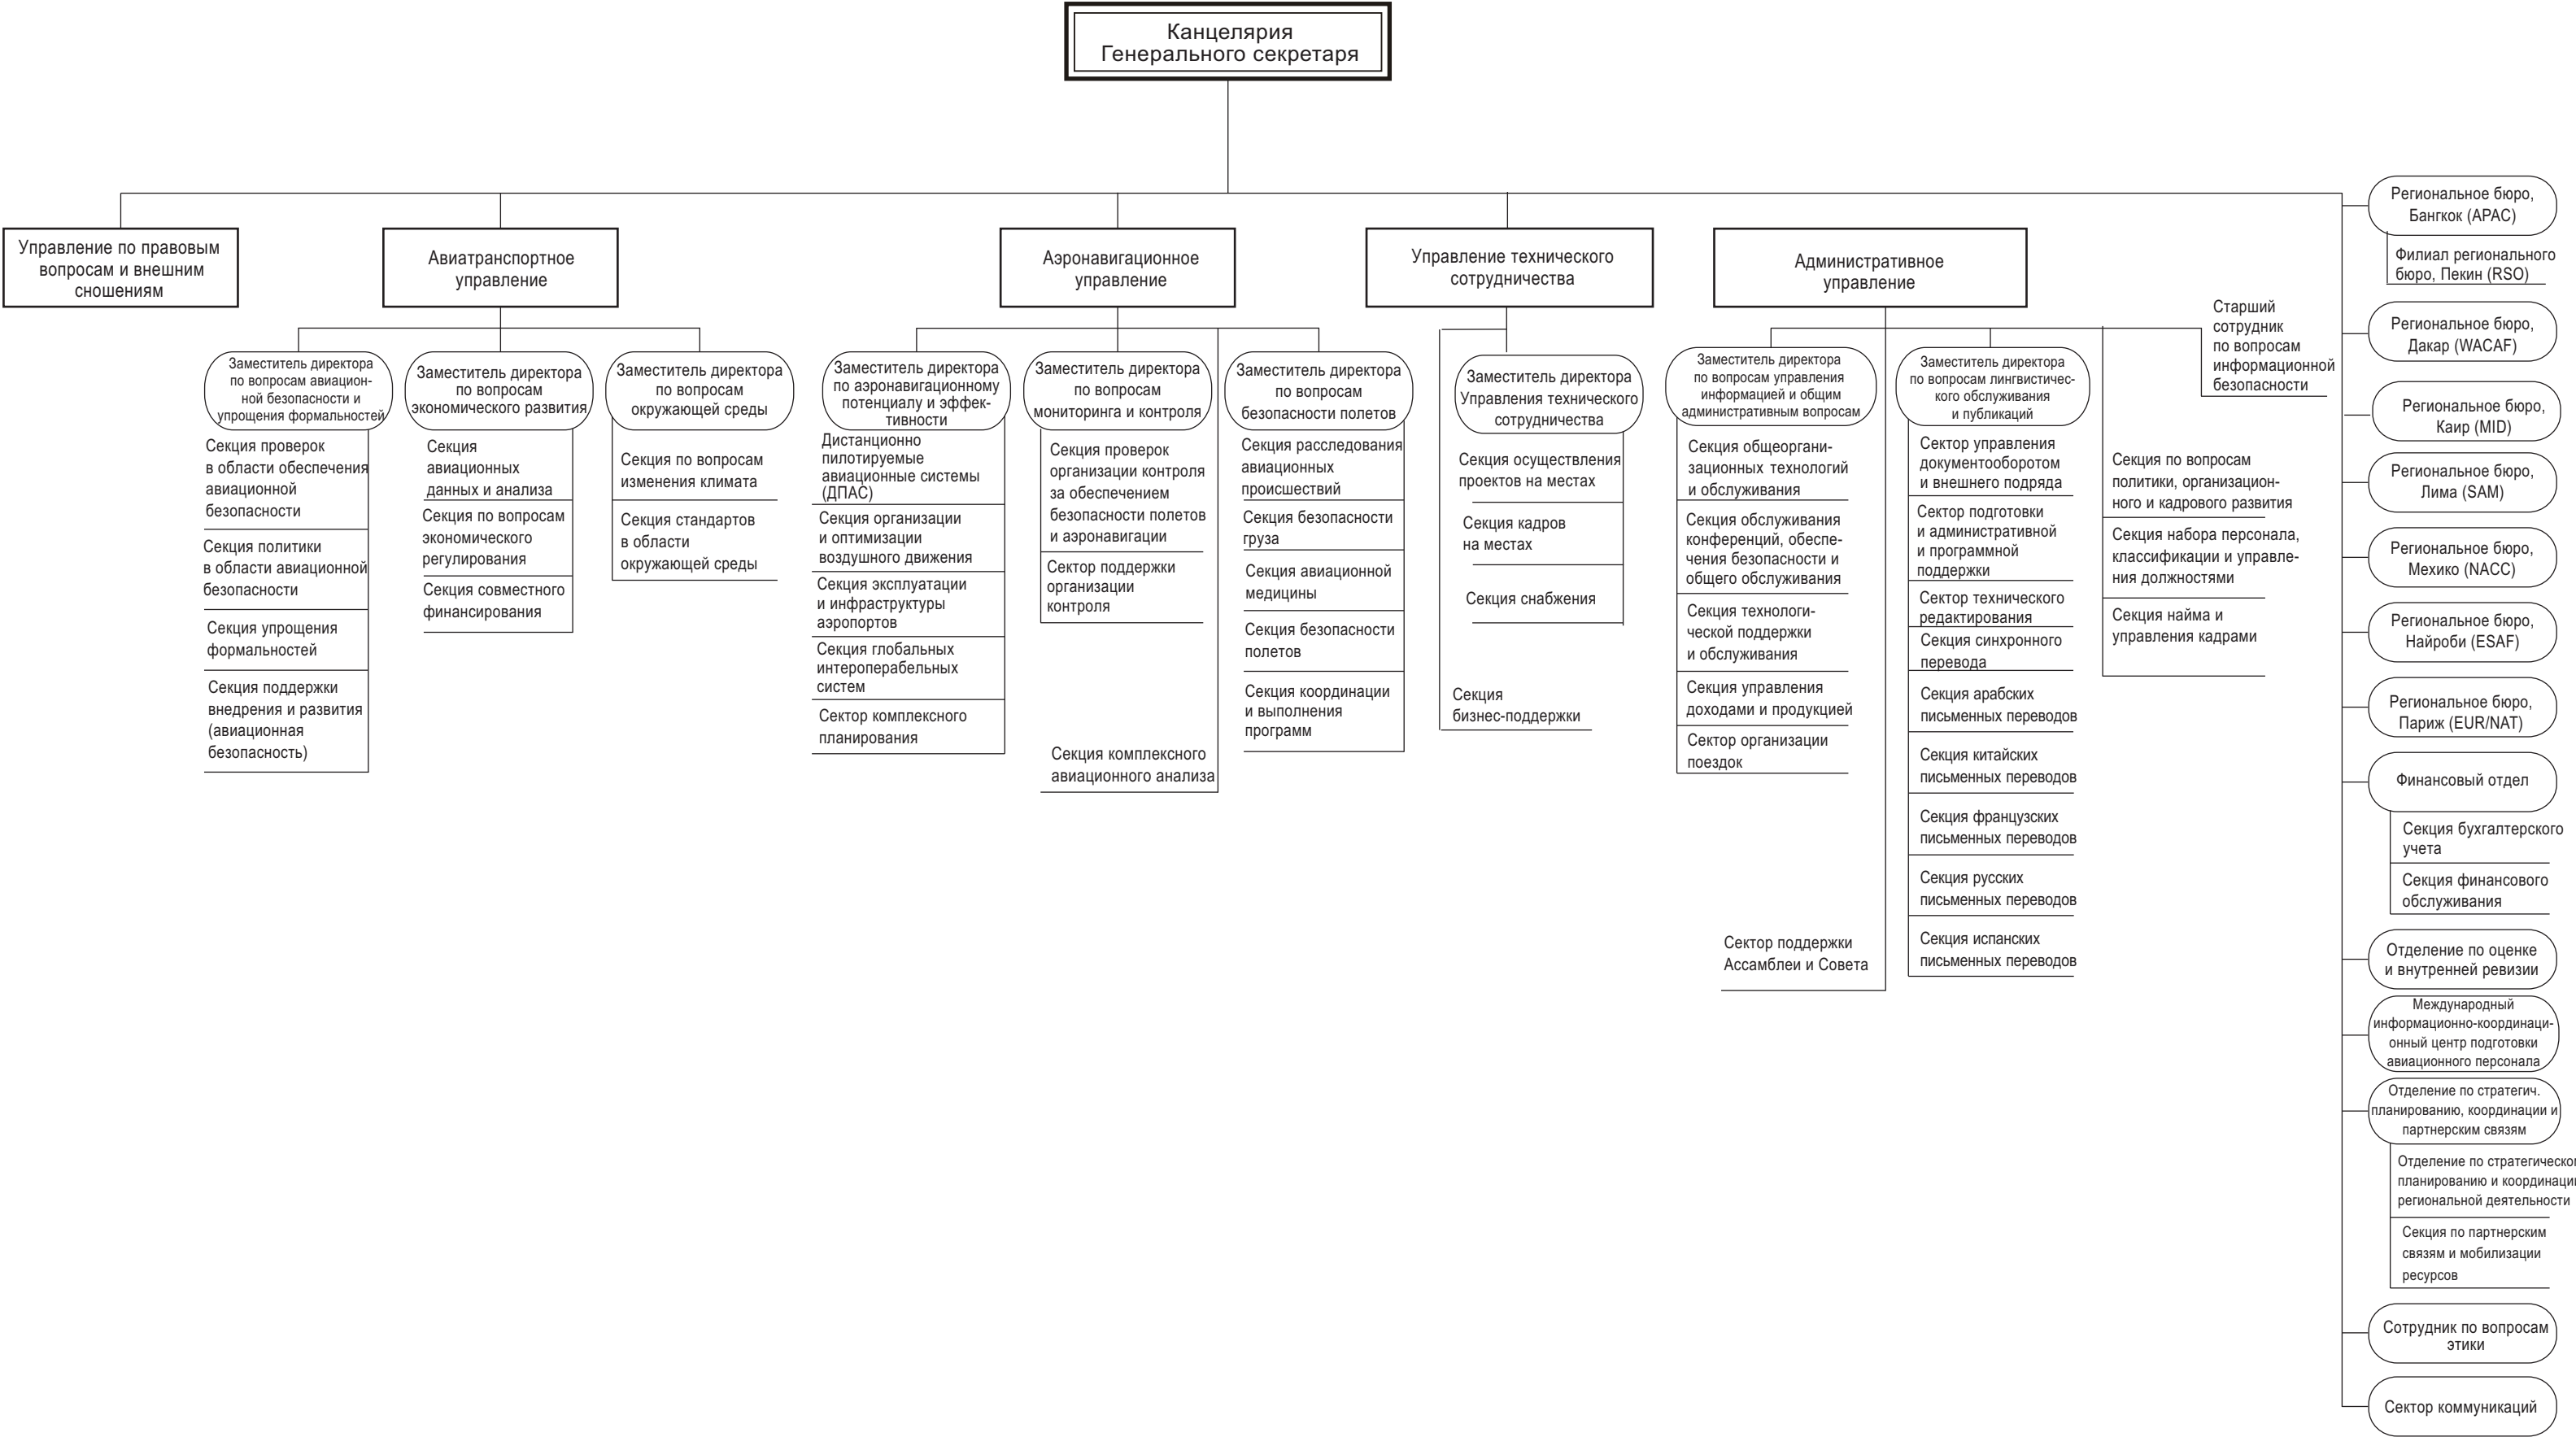 Канцелярия
Генерального секретаря
Управление по правовым
вопросам и внешним
сношениям
Авиатранспортное
управление
Аэронавигационное
управление
Управление технического
сотрудничества
Административное
управление
Заместитель директора
по вопросам авиацион-
ной безопасности и
упрощения формальностей
Секция проверок
в области обеспечения
авиационной
безопасности
Секция политики
в области авиационной
безопасности
Секция упрощения
формальностей
Секция поддержки
внедрения и развития
(авиационная
безопасность)
Заместитель директора
по вопросам
экономического развития
Секция
авиационных
данных и анализа
Секция по вопросам
экономического
регулирования
Секция совместного
финансирования
Заместитель директора
по вопросам
окружающей среды
Секция по вопросам
изменения климата
Секция стандартов
в области
окружающей среды
Заместитель директора
по аэронавигационному
потенциалу и эффек-
тивности
Дистанционно
пилотируемые
авиационные системы
(ДПАС)
Секция организации
и оптимизации
воздушного движения
Секция эксплуатации
и инфраструктуры
аэропортов
Секция глобальных
интероперабельных
систем
Сектор комплексного
планирования
Заместитель директора
по вопросам
мониторинга и контроля
Секция проверок
организации контроля
за обеспечением
безопасности полетов
и аэронавигации
Сектор поддержки
организации
контроля
Секция комплексного
авиационного анализа
Заместитель директора
по вопросам
безопасности полетов
Секция расследования
авиационных
происшествий
Секция безопасности
груза
Секция авиационной
медицины
Секция безопасности
полетов
Секция координации
и выполнения
программ
Заместитель директора
Управления технического
сотрудничества
Секция осуществления
проектов на местах
Секция кадров
на местах
Секция снабжения
Секция
бизнес-поддержки
Заместитель директора
по вопросам управления
информацией и общим
административным вопросам
Секция общеоргани-
зационных технологий
и обслуживания
Секция обслуживания
конференций, обеспе-
чения безопасности и
общего обслуживания
Секция технологи-
ческой поддержки
и обслуживания
Секция управления
доходами и продукцией
Сектор организации
поездок
Сектор поддержки
Ассамблеи и Совета
Заместитель директора
по вопросам лингвистичес-
кого обслуживания
и публикаций
Сектор управления
документооборотом
и внешнего подряда
Сектор подготовки
и административной
и программной
поддержки
Сектор технического
редактирования
Секция синхронного
перевода
Секция арабских
письменных переводов
Секция китайских
письменных переводов
Секция французских
письменных переводов
Секция русских
письменных переводов
Секция испанских
письменных переводов
Секция по вопросам
политики, организацион-
ного и кадрового развития
Секция набора персонала,
классификации и управле-
ния должностями
Секция найма и
управления кадрами
Старший
сотрудник
по вопросам
информационной
безопасности
Региональное бюро,
Бангкок (APAC)
Филиал регионального
бюро, Пекин (RSO)
Региональное бюро,
Дакар (WACAF)
Региональное бюро,
Каир (MID)
Региональное бюро,
Лима (SAM)
Региональное бюро,
Мехико (NACC)
Региональное бюро,
Найроби (ESAF)
Региональное бюро,
Париж (EUR/NAT)
Финансовый отдел
Секция бухгалтерского
учета
Секция финансового
обслуживания
Отделение по оценке
и внутренней ревизии
Международный
информационно-координаци-
онный центр подготовки
авиационного персонала
Отделение по стратегич.
планированию, координации и
партнерским связям
Отделение по
планированию и
региональной деятельности
Секция по партнерским
связям и мобилизации
ресурсов
Сотрудник по вопросам
этики
Сектор коммуникаций